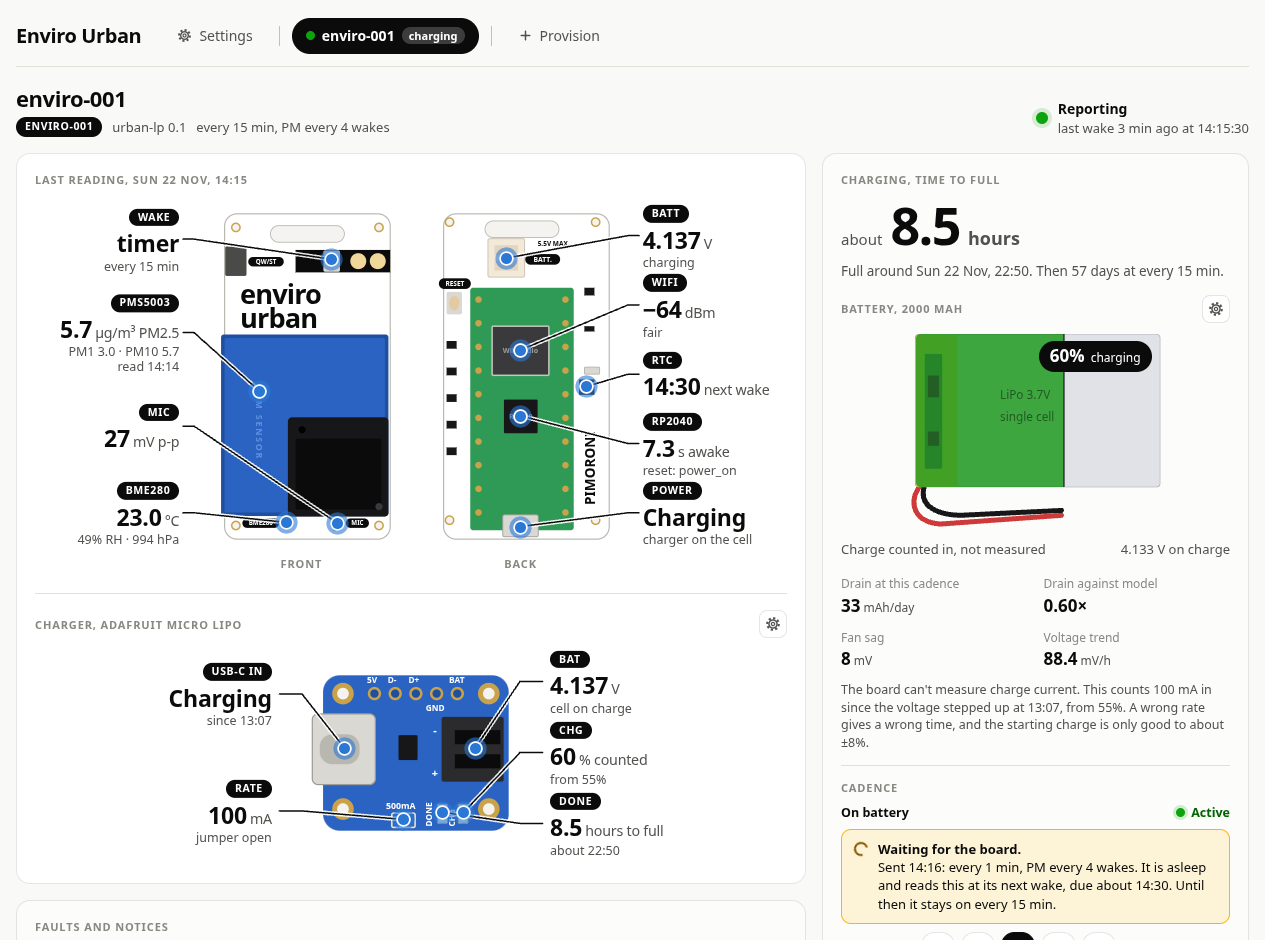 Enviro Urban
Settings
enviro-001 charging
+ Provision
enviro-001
ENVIRO-001 urban-lp 0.1 every 15 min, PM every 4 wakes
Reporting
last wake 3 min ago at 14:15:30
LAST READING, SUN 22 NOV, 14:15
WAKE
timer
every 15 min
PMS5003
5.7 µg/m³ PM2.5
PM1 3.0 · PM10 5.7
read 14:14
MIC
27 mV p-p
BME280
23.0 °C
49% RH · 994 hPa
QW/ST
enviro
urban
M SENSOR
BME280
MIC
FRONT
5.5V MAX
BATT.
RESET
PIMORONI
BACK
BATT
4.137 V
charging
WIFI
−64 dBm
fair
RTC
14:30 next wake
RP2040
7.3 s awake
reset: power_on
POWER
Charging
charger on the cell
CHARGER, ADAFRUIT MICRO LIPO
USB-C IN
Charging
since 13:07
RATE
100 mA
jumper open
5V D- D+ BAT
GND
-
+
500mA
DONE
BAT
4.137 V
cell on charge
CHG
60 % counted
from 55%
DONE
8.5 hours to full
about 22:50
FAULTS AND NOTICES
CHARGING, TIME TO FULL
about 8.5 hours
Full around Sun 22 Nov, 22:50. Then 57 days at every 15 min.
BATTERY, 2000 MAH
60% charging
LiPo 3.7V
single cell
Charge counted in, not measured
4.133 V on charge
Drain at this cadence
33 mAh/day
Drain against model
0.60×
Fan sag
8 mV
Voltage trend
88.4 mV/h
The board can't measure charge current. This counts 100 mA in
since the voltage stepped up at 13:07, from 55%. A wrong rate
gives a wrong time, and the starting charge is only good to about
±8%.
CADENCE
On battery
Active
Waiting for the board.
Sent 14:16: every 1 min, PM every 4 wakes. It is asleep
and reads this at its next wake, due about 14:30. Until
then it stays on every 15 min.